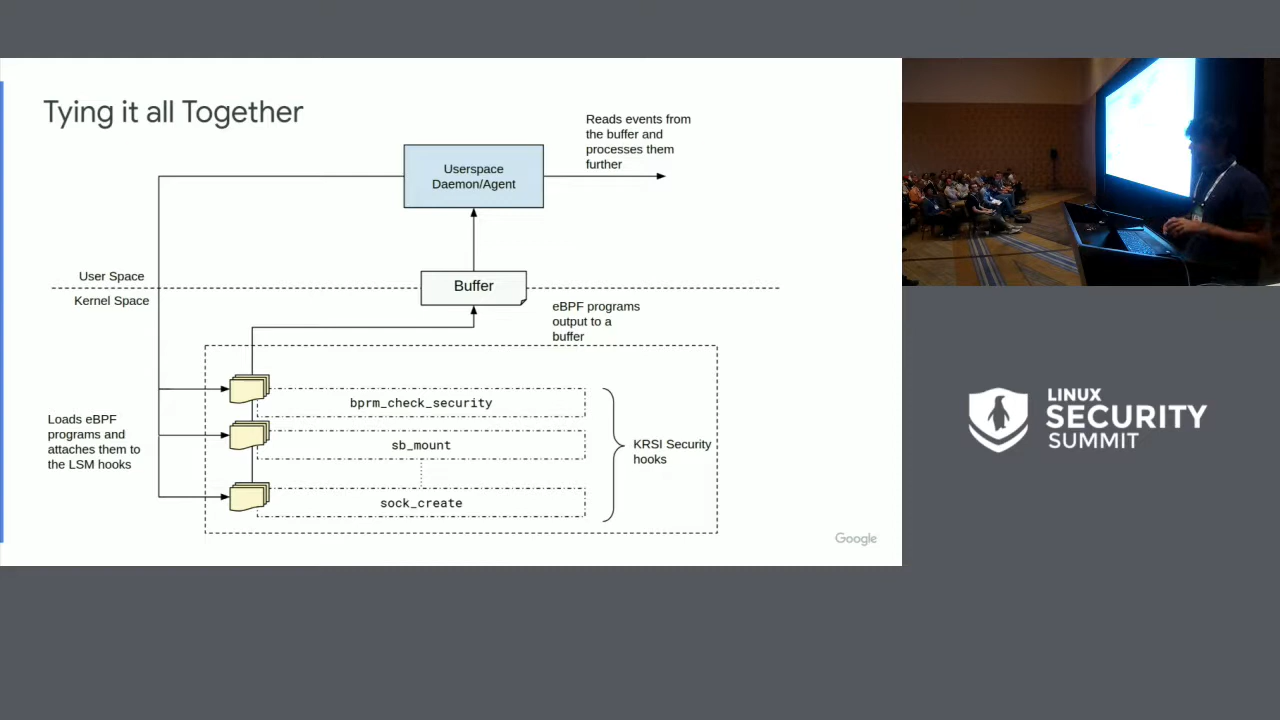 Tying it all Together
Reads events from
the buffer and
processes them
further
Userspace
Daemon/Agent
User Space
Kernel Space
Buffer
eBPF programs
output to a
buffer
Loads eBPF
programs and
attaches them to
the LSM hooks
bprm_check_security
sb_mount
sock_create
KRSI Security
hooks
Google
LINUX
SECURITY
SUMMIT